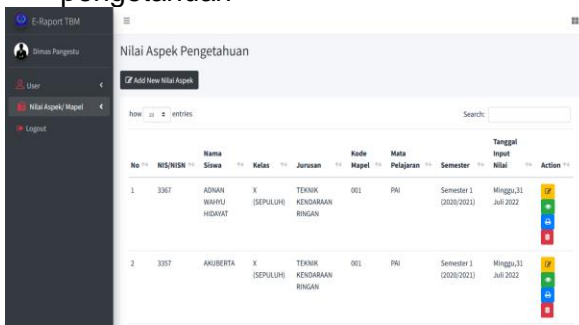 pengetahuan
E-Raport TBM
Dimas Pangestu
User
Nilai Aspek/ Mapel
Logout
Nilai Aspek Pengetahuan
Add New Nilai Aspek
how 10 entries
Search:
No NIS/NISN Nama Siswa Kelas Jurusan Kode Mapel Mata Pelajaran Semester Tanggal Input Nilai Action
1 3367 ADNAN WAHYU HIDAYAT X (SEPULUH) TEKNIK KENDARAAN RINGAN 001 PAI Semester 1 (2020/2021) Minggu,31 Juli 2022
2 3357 AKUBERTA X (SEPULUH) TEKNIK KENDARAAN RINGAN 001 PAI Semester 1 (2020/2021) Minggu,31 Juli 2022